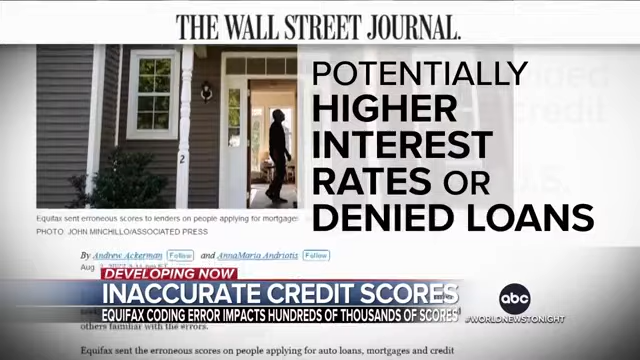 THE WALL STREET JOURNAL.
POTENTIALLY
HIGHER
INTEREST
RATES OR
DENIED LOANS
2
Equifax sent erroneous scores to lenders on people applying for mortgages
PHOTO: JOHN MINCHILLO/ASSOCIATED PRESS
By Andrew Ackerman Follow and AnnaMaria Andriotis Follow
Aug.
DEVELOPING NOW
INACCURATE CREDIT SCORES
EQUIFAX CODING ERROR IMPACTS HUNDREDS OF THOUSANDS OF SCORES
abc
#WORLDNEWSTONIGHT
others familiar with the errors.
Equifax sent the erroneous scores on people applying for auto loans, mortgages and credit